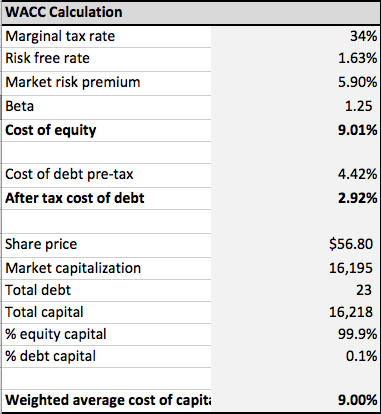 WACC Calculation
Marginal tax rate 34%
Risk free rate 1.63%
Market risk premium 5.90%
Beta 1.25
Cost of equity 9.01%
Cost of debt pre-tax 4.42%
After tax cost of debt 2.92%
Share price $56.80
Market capitalization 16,195
Total debt 23
Total capital 16,218
% equity capital 99.9%
% debt capital 0.1%
Weighted average cost of capita 9.00%